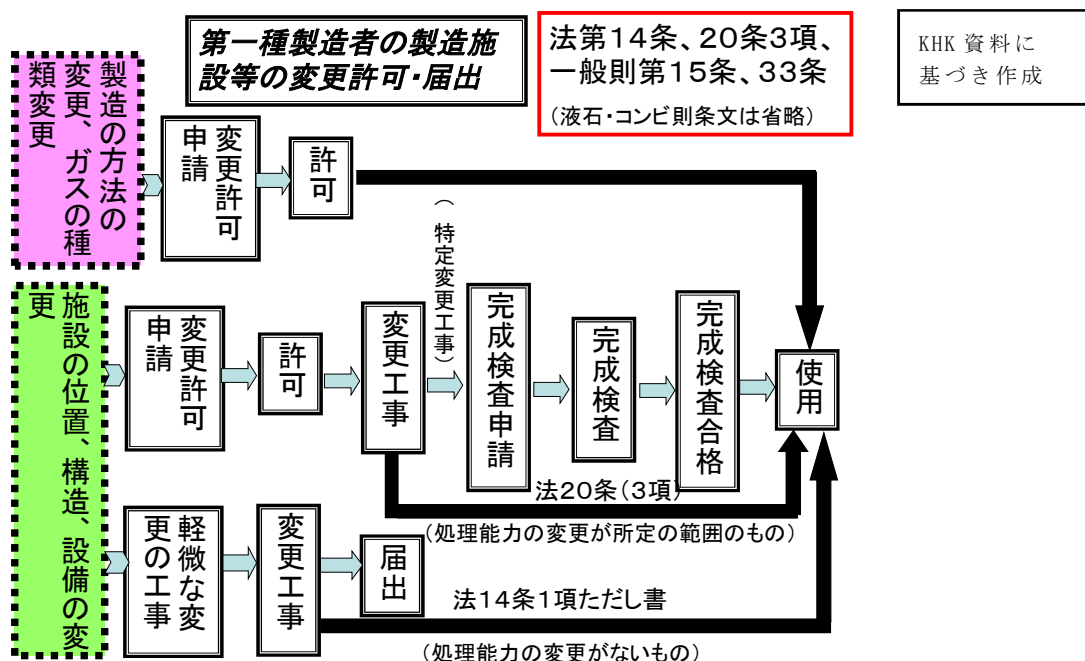 第一種製造者の製造施
設等の変更許可・届出
法第14条、20条3項、
一般則第15条、33条
(液石・コンビ則条文は省略)
KHK 資料に
基づき作成
製造の方法の
変更、ガスの種
類変更
変更許可
申請
許可
(特定変更工事)
施設の位置、構造、設備の変
更
変更許可
申請
許可
変更工事
完成検査申請
完成検査
完成検査合格
使用
法20条(3項)
(処理能力の変更が所定の範囲のもの)
軽微な変
更の工事
変更工事
届出
法14条1項ただし書
(処理能力の変更がないもの)